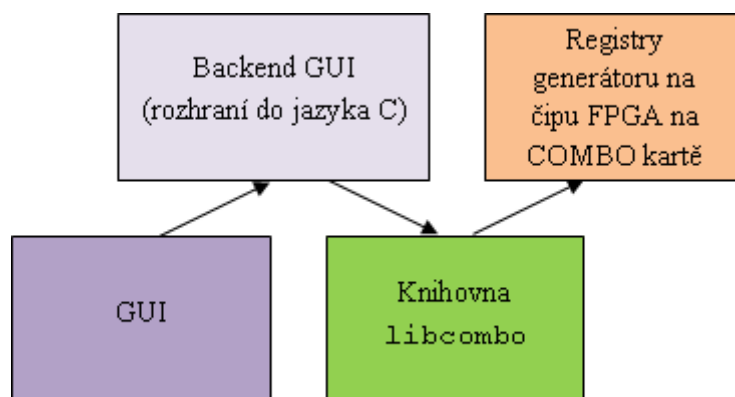 Backend GUI
(rozhraní do jazyka C)
Registry
generátoru na
čipu FPGA na
COMBO kartě
GUI
Knihovna
libcombo